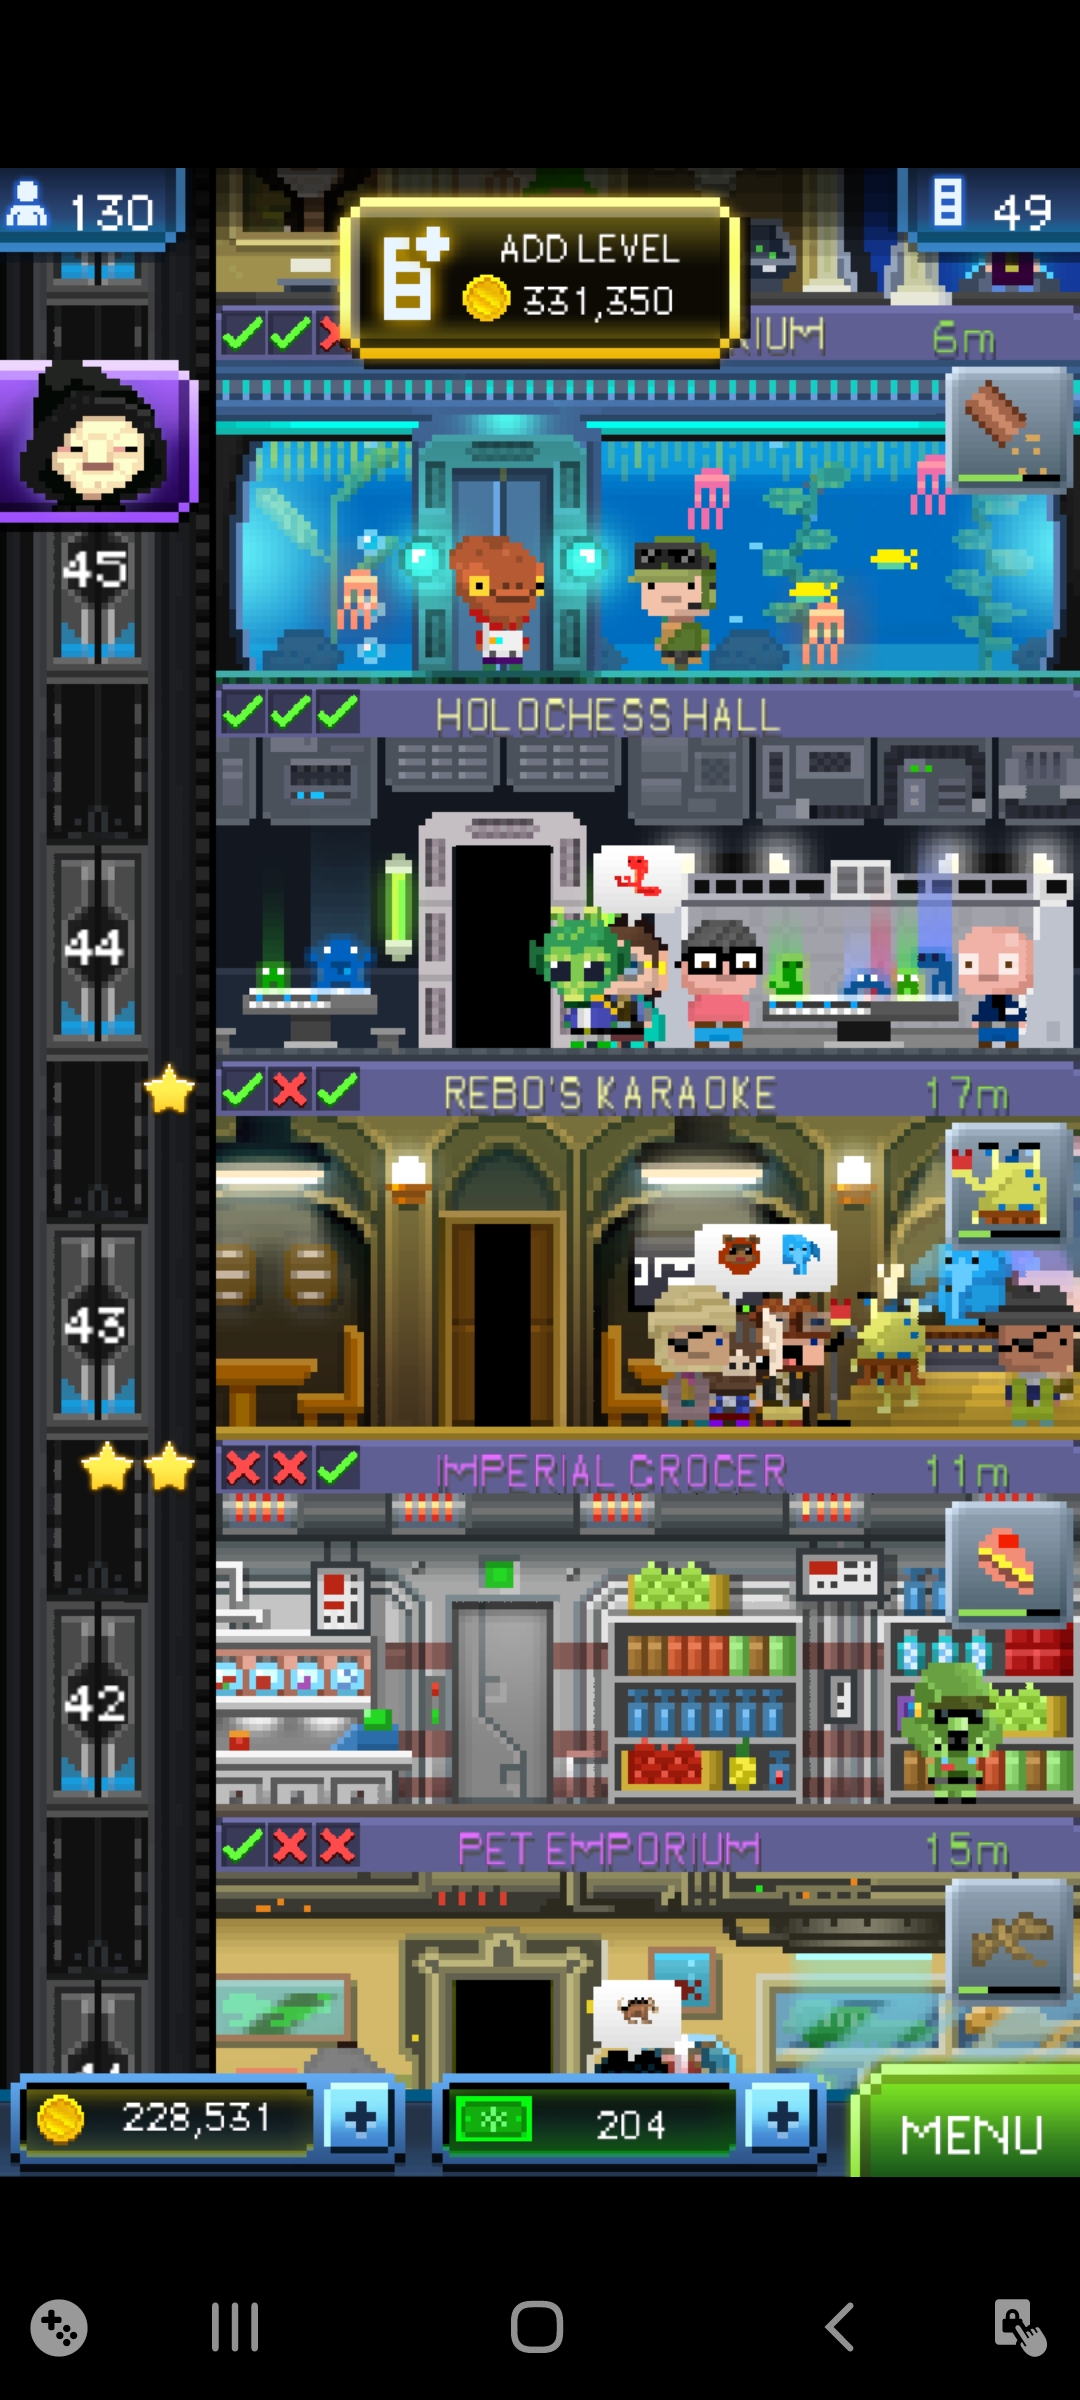 130
ADD LEVEL
331,350
49
6m
45
HOLOCHESS HALL
44
REBO'S KARAOKE
17m
43
IMPERIAL GROCER
11m
42
PET EMPORIUM
15m
228,531
204
MENU